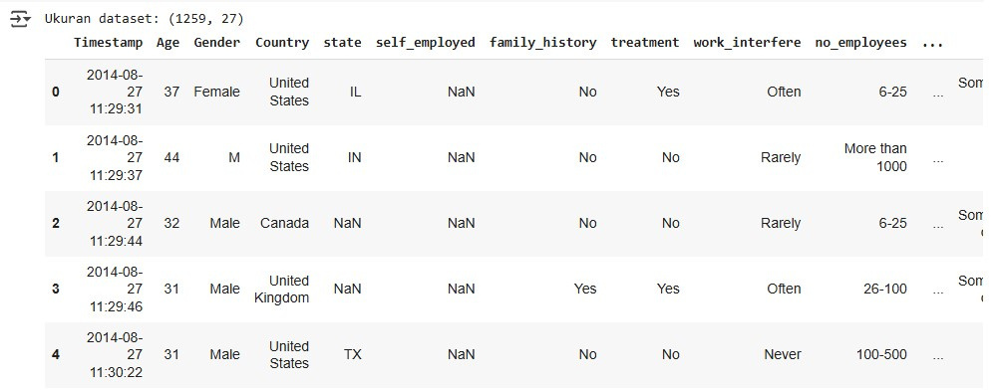 Ukuran dataset: (1259, 27)
Timestamp Age Gender Country state self_employed family_history treatment work_interfere no_employees ...
2014-08-
0 27 37 Female United States IL NaN No Yes Often 6-25 ... Som
11:29:31
2014-08-
1 27 44 M United States IN NaN No No Rarely More than 1000 ...
11:29:37
2014-08-
2 27 32 Male Canada NaN NaN No No Rarely 6-25 ... Som c
11:29:44
2014-08-
3 27 31 Male United Kingdom NaN NaN Yes Yes Often 26-100 ... Som c
11:29:46
2014-08-
4 27 31 Male United States TX NaN No No Never 100-500 ...
11:30:22